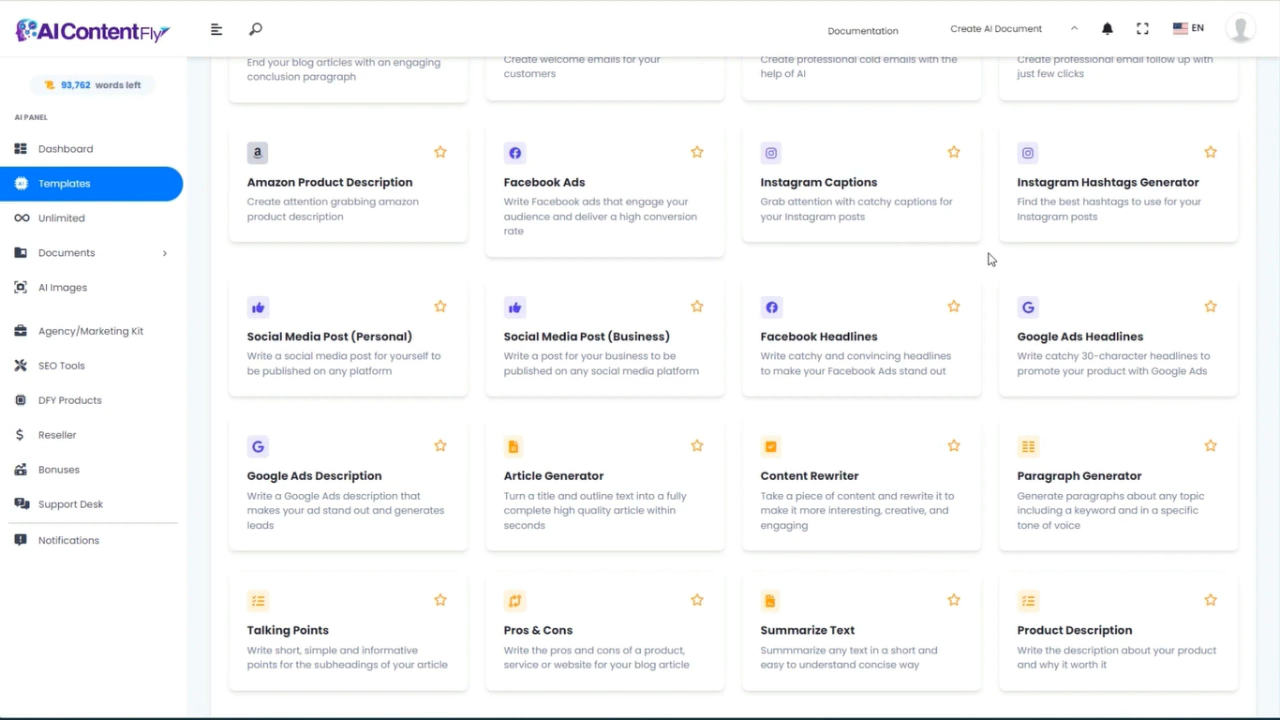 AI ContentFly
Documentation
Create AI Document
EN
93,762 words left
AI PANEL
Dashboard
Templates
Unlimited
Documents
AI Images
Agency/Marketing Kit
SEO Tools
DFY Products
Reseller
Bonuses
Support Desk
Notifications
End your blog articles with an engaging
conclusion paragraph
Create welcome emails for your
customers
Create professional cold emails with the
help of AI
Create professional email follow up with
just few clicks
Amazon Product Description
Create attention grabbing amazon
product description
Facebook Ads
Write Facebook ads that engage your
audience and deliver a high conversion
rate
Instagram Captions
Grab attention with catchy captions for
your Instagram posts
Instagram Hashtags Generator
Find the best hashtags to use for your
Instagram posts
Social Media Post (Personal)
Write a social media post for yourself to
be published on any platform
Social Media Post (Business)
Write a post for your business to be
published on any social media platform
Facebook Headlines
Write catchy and convincing headlines
to make your Facebook Ads stand out
Google Ads Headlines
Write catchy 30-character headlines to
promote your product with Google Ads
Google Ads Description
Write a Google Ads description that
makes your ad stand out and generates
leads
Article Generator
Turn a title and outline text into a fully
complete high quality article within
seconds
Content Rewriter
Take a piece of content and rewrite it to
make it more interesting, creative, and
engaging
Paragraph Generator
Generate paragraphs about any topic
including a keyword and in a specific
tone of voice
Talking Points
Write short, simple and informative
points for the subheadings of your article
Pros & Cons
Write the pros and cons of a product,
service or website for your blog article
Summarize Text
Summmarize any text in a short and
easy to understand concise way
Product Description
Write the description about your product
and why it worth it